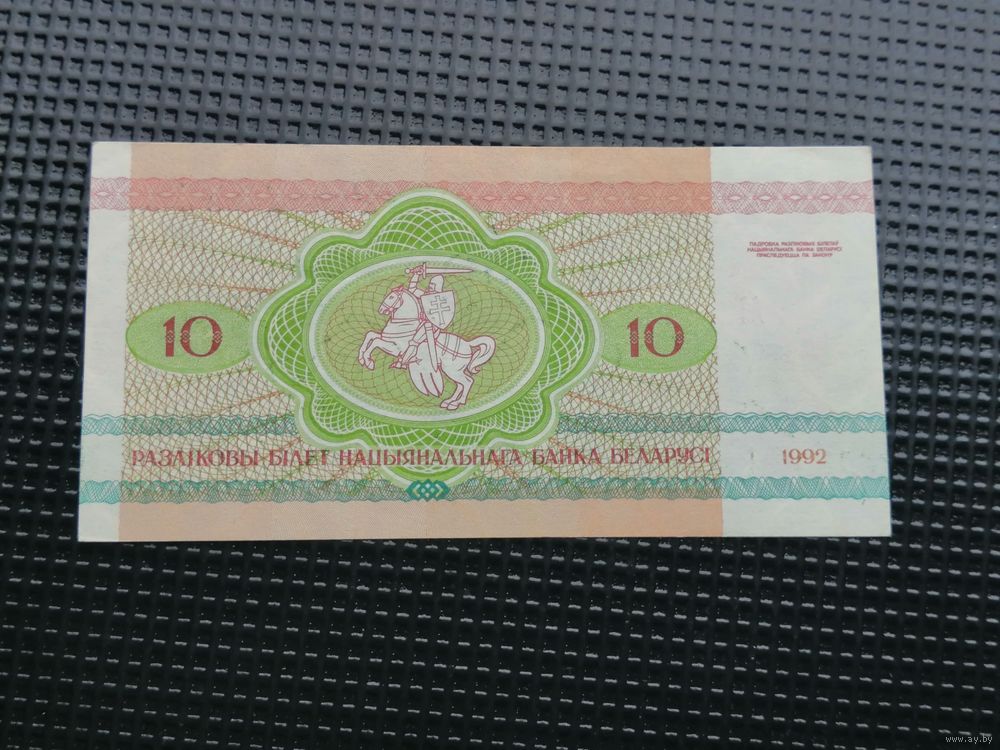 ПАДРОБКА РАЗЛІКОВЫХ БІЛЕТАЎ
НАЦЫЯНАЛЬНАГА БАНКА БЕЛАРУСІ
ПРАСЛЕДУЕЦЦА ПА ЗАКОНУ
10 10
РАЗЛІКОВЫ БІЛЕТ НАЦЫЯНАЛЬНАГА БАНКА БЕЛАРУСІ 1992
www.ay.by